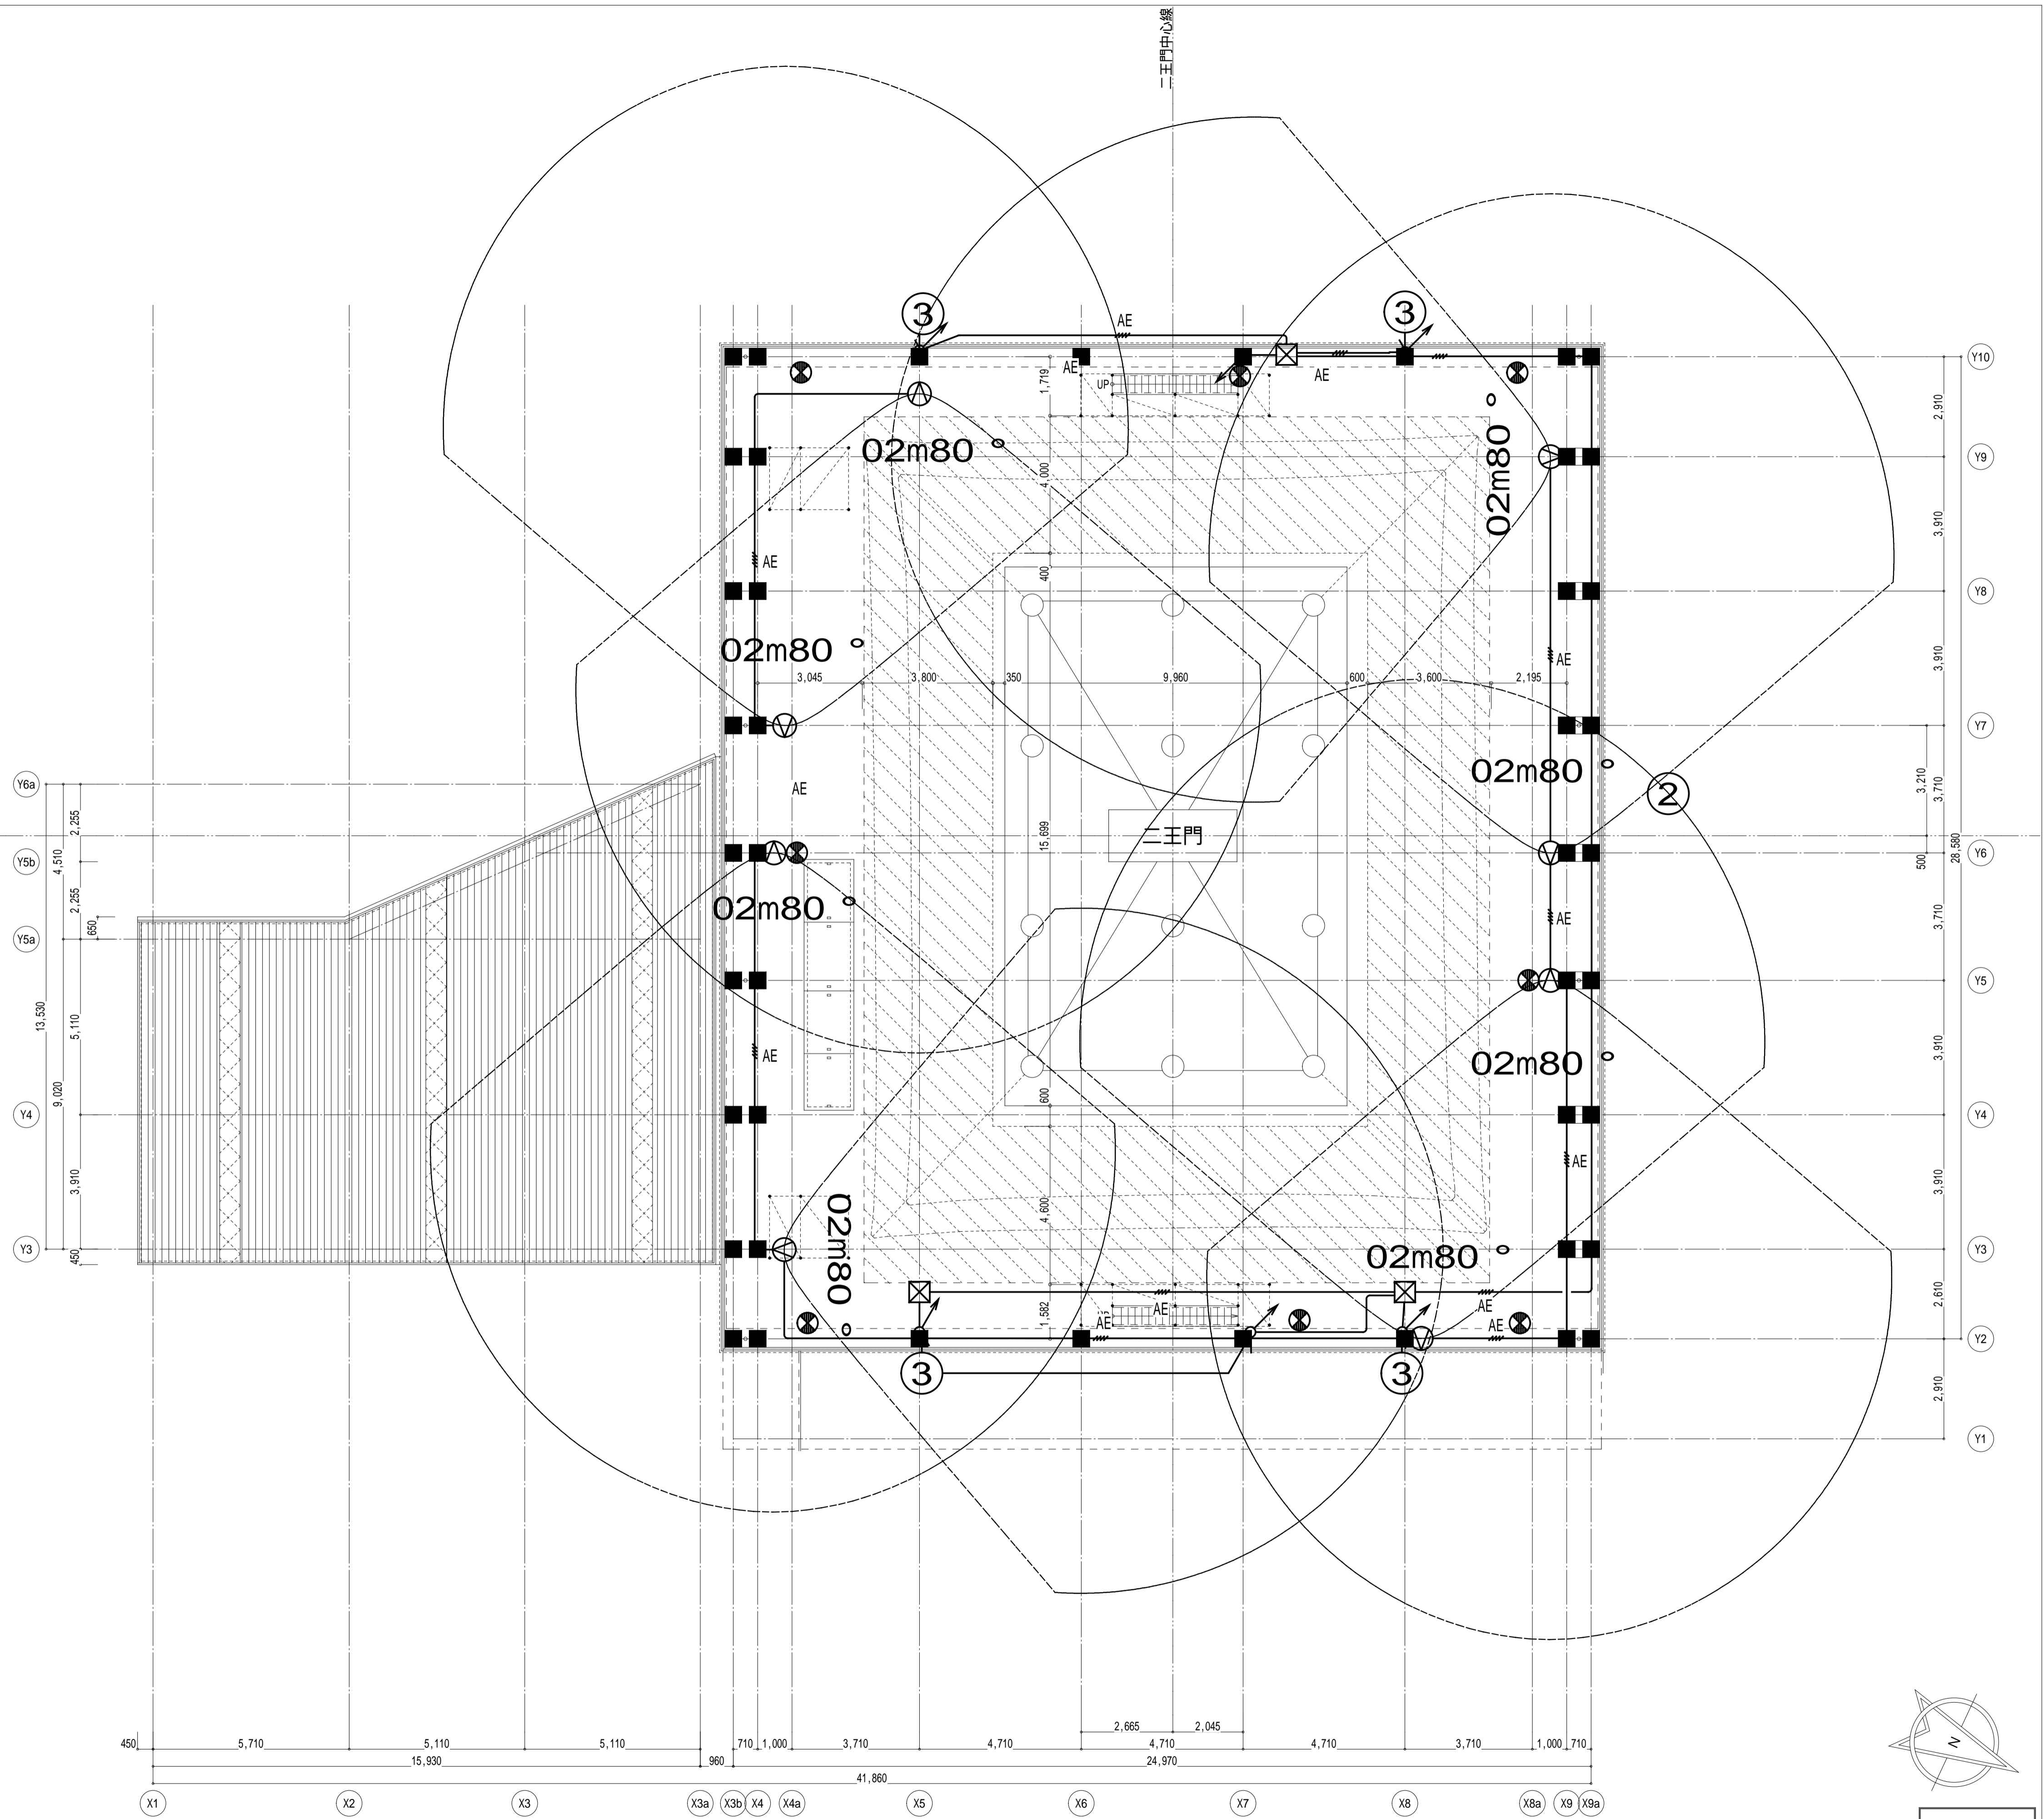 二王門中心線
3
3
AE
AE
UP
AE
Y10
1,719
2,910
02m80°
02m80°
Y9
4,000
3,910
AE
400
Y8
02m80°
AE
3,910
3,045
3,800
350
9,960
600
3,600
2,195
Y7
02m80°
2
3,210
3,710
Y6a
AE
2,255
15,699
二王門
Y5b
4,510
Y6
500
28,580
02m80°
2,255
650
AE
3,710
Y5a
Y5
13,530
5,110
AE
02m80°
3,910
9,020
600
Y4
Y4
AE
3,910
3,910
4,600
02m80°
02m80°
Y3
450
Y3
AE
AE
AE
AE
1,582
2,610
Y2
3
3
2,910
Y1
N
2,665
2,045
450
5,710
5,110
5,110
710
1,000
3,710
4,710
4,710
4,710
3,710
1,000
710
15,930
960
24,970
41,860
X1
X2
X3
X3a
X3b
X4
X4a
X5
X6
X7
X8
X8a
X9
X9a